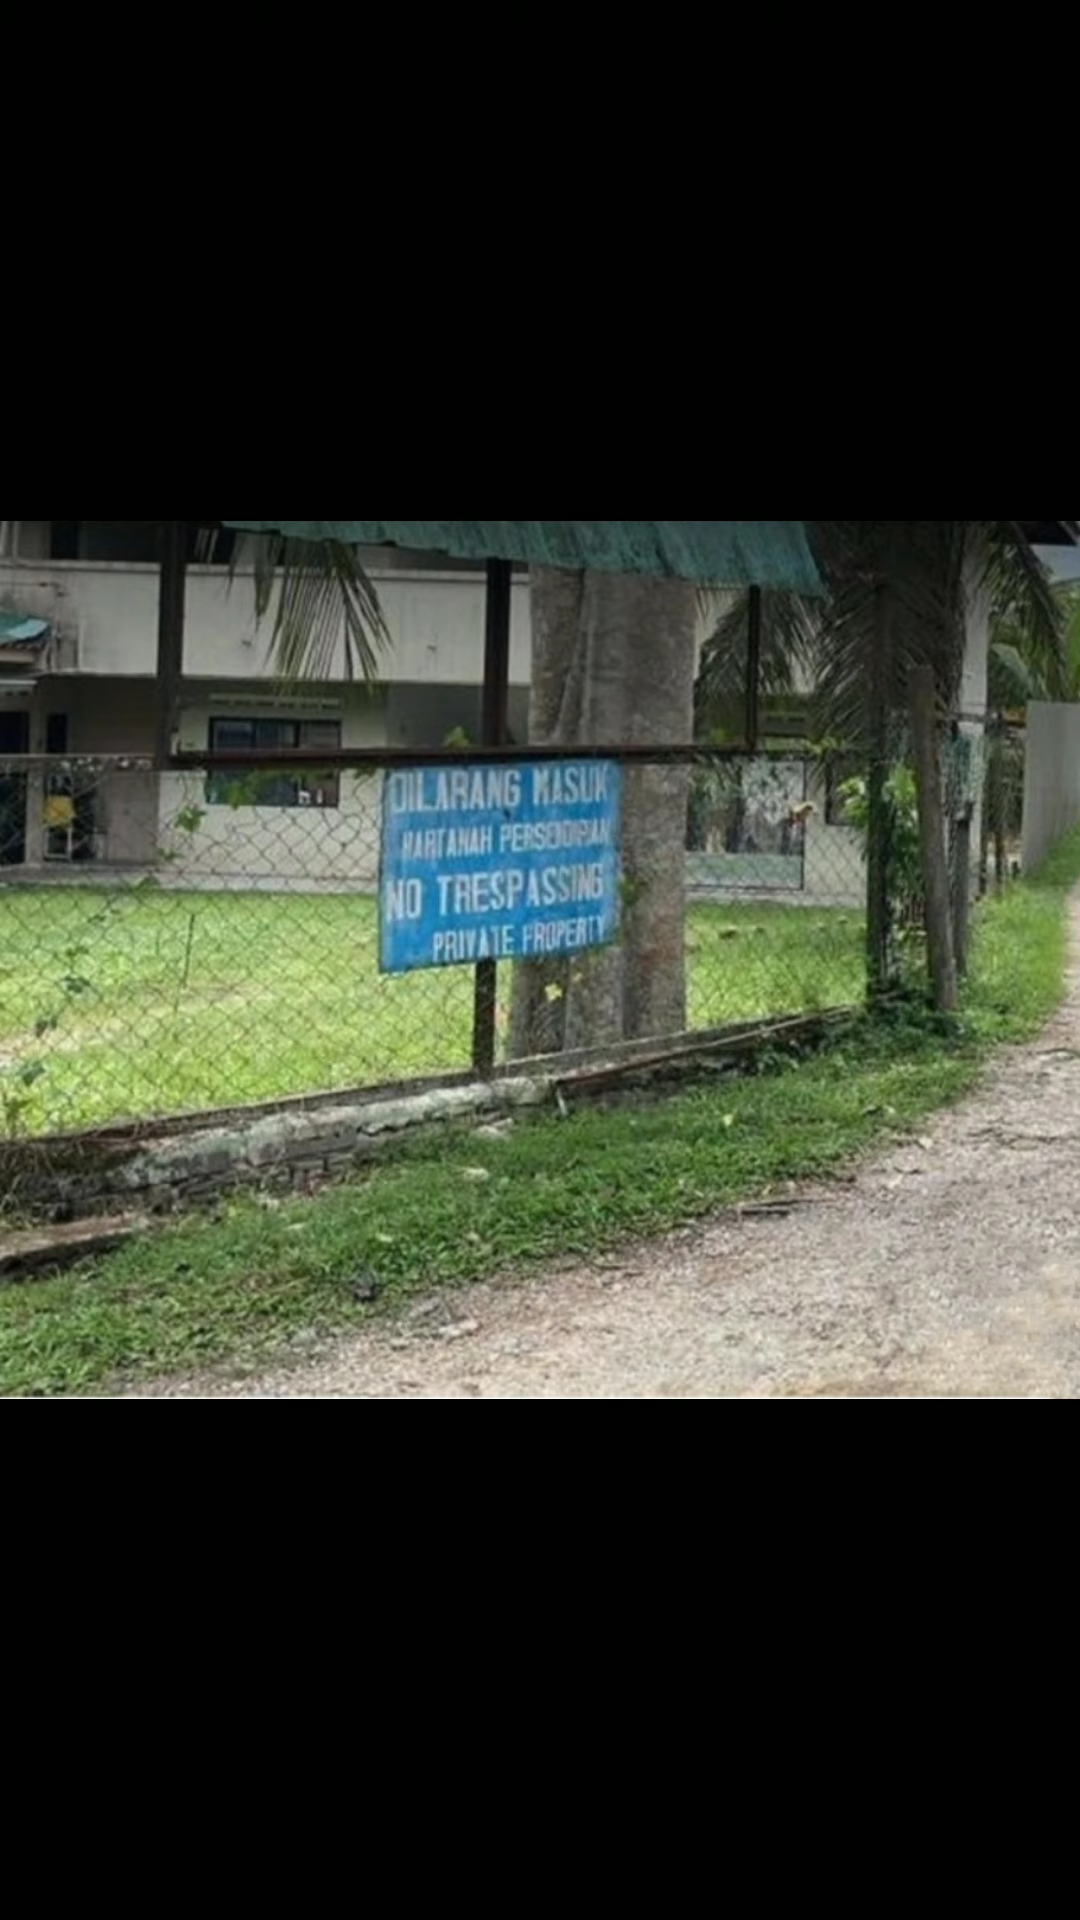 DILARANG MASUK
HARTANAH PERSENDIRIAN
NO TRESPASSING
PRIVATE PROPERTY